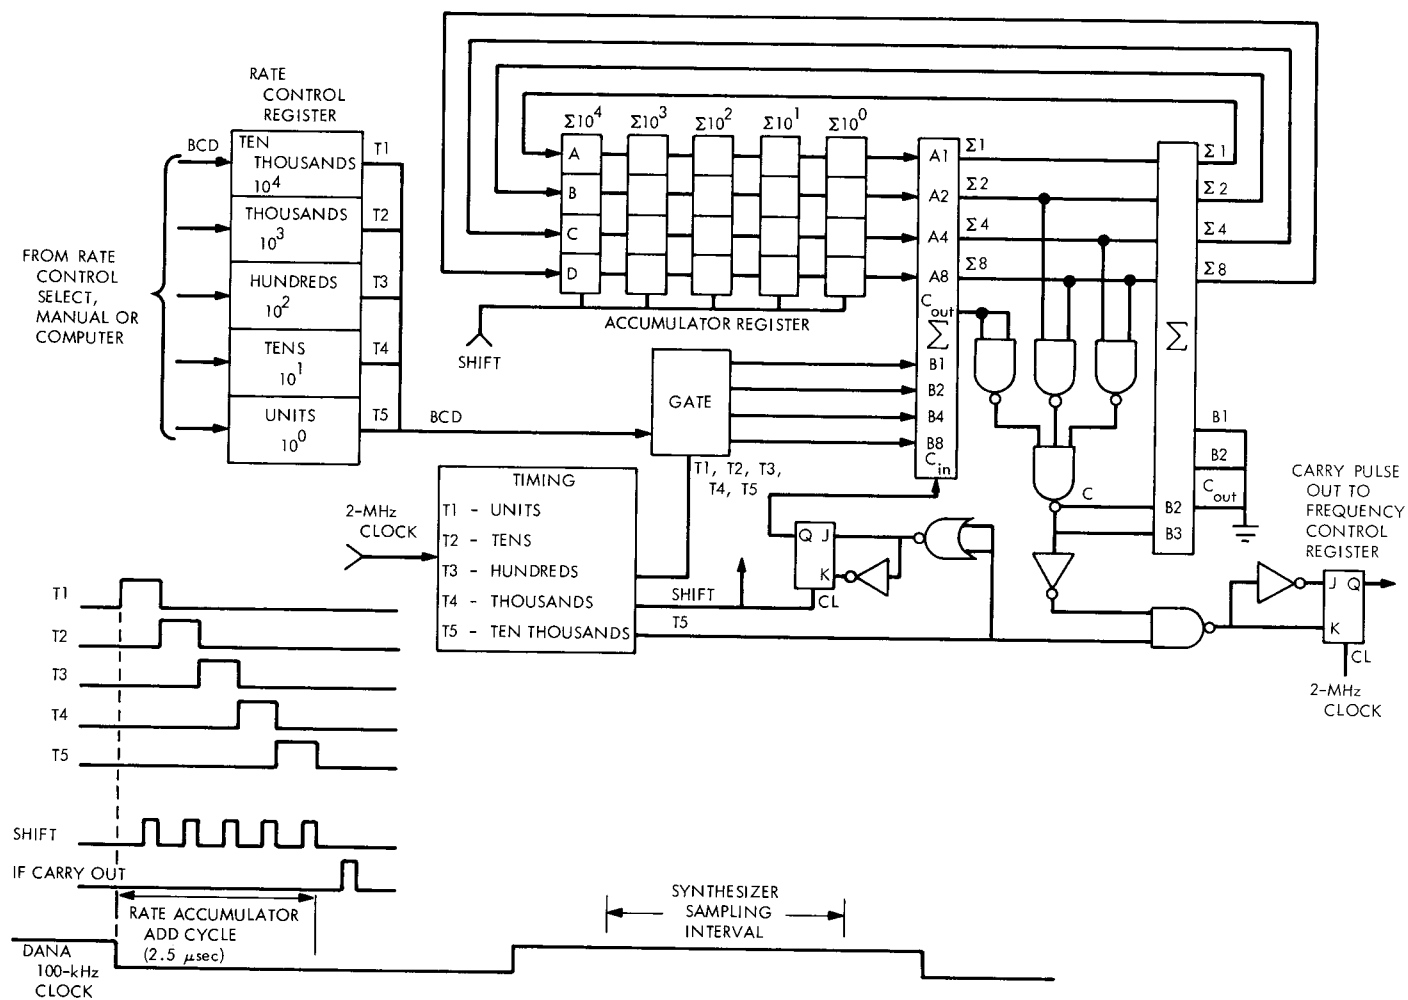 RATE
CONTROL
REGISTER
BCD
TEN
THOUSANDS
10^4
T1
THOUSANDS
10^3
T2
HUNDREDS
10^2
T3
TENS
10^1
T4
UNITS
10^0
T5
FROM RATE
CONTROL
SELECT,
MANUAL OR
COMPUTER
BCD
Σ10^4 Σ10^3 Σ10^2 Σ10^1 Σ10^0
A
B
C
D
ACCUMULATOR REGISTER
SHIFT
GATE
T1, T2, T3,
T4, T5
A1
A2
A4
A8
C_out
Σ
B1
B2
B4
B8
C_in
Σ1
Σ2
Σ4
Σ8
Σ
Σ1
Σ2
Σ4
Σ8
B1
B2
C_out
C
B2
B3
2-MHz
CLOCK
TIMING
T1 - UNITS
T2 - TENS
T3 - HUNDREDS
T4 - THOUSANDS
T5 - TEN THOUSANDS
SHIFT
T5
Q J
K
CL
CARRY PULSE
OUT TO
FREQUENCY
CONTROL
REGISTER
J Q
K
CL
2-MHz
CLOCK
T1
T2
T3
T4
T5
SHIFT
IF CARRY OUT
RATE ACCUMULATOR
ADD CYCLE
(2.5 μsec)
SYNTHESIZER
SAMPLING
INTERVAL
DANA
100-kHz
CLOCK